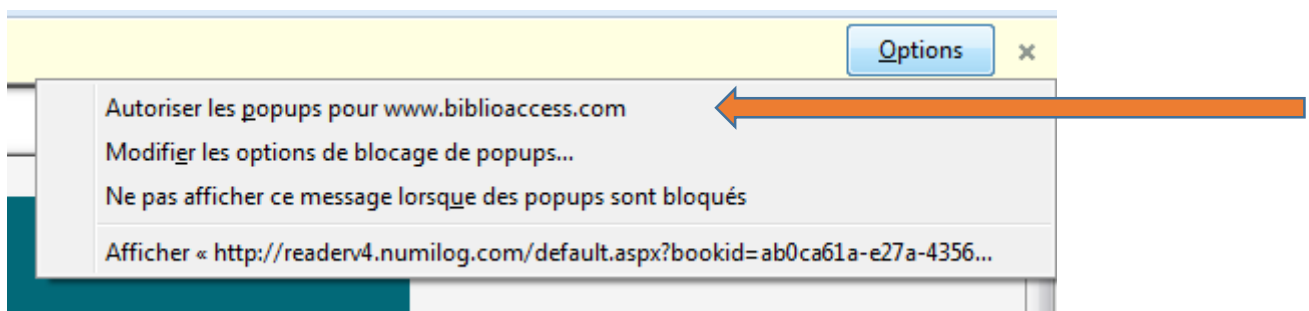 Options
Autoriser les popups pour www.biblioaccess.com
Modifier les options de blocage de popups...
Ne pas afficher ce message lorsque des popups sont bloqués
Afficher « http://readerv4.numilog.com/default.aspx?bookid=ab0ca61a-e27a-4356...